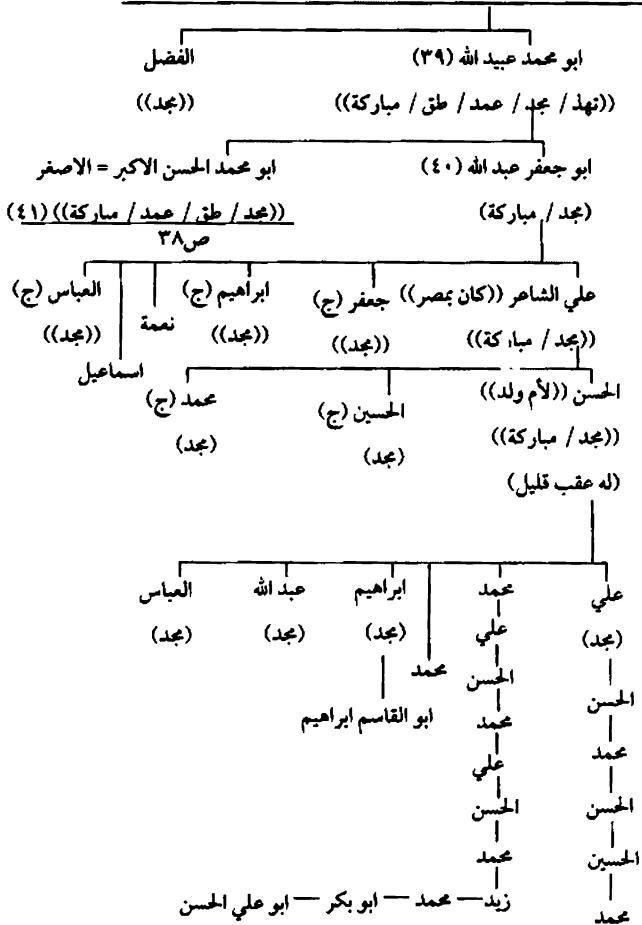 ابو محمد عبيد الله (٣٩) الفضل
((تهذ / مجد / عمد / طق / مباركة)) ((مجد))
ابو جعفر عبد الله (٤٠) ابو محمد الحسن الاكبر = الاصغر
(مجد / مباركة) ((مجد / طق / عمد / مباركة)) (٤١)
ص٣٨
علي الشاعر ((كان بمصر)) جعفر (ج) ابراهيم (ج) نعمة العباس (ج)
((مجد / مباركة)) ((مجد)) ((مجد)) ((مجد))
اسماعيل
الحسن ((لأم ولد)) الحسين (ج) محمد (ج)
((مجد / مباركة)) (مجد) (مجد)
(له عقب قليل)
علي محمد ابراهيم عبد الله العباس
(مجد) علي (مجد) (مجد) (مجد)
محمد
الحسن الحسن
ابو القاسم ابراهيم
محمد محمد
علي
الحسن الحسن
الحسين محمد
زيد — محمد — ابو بكر — ابو علي الحسن
محمد